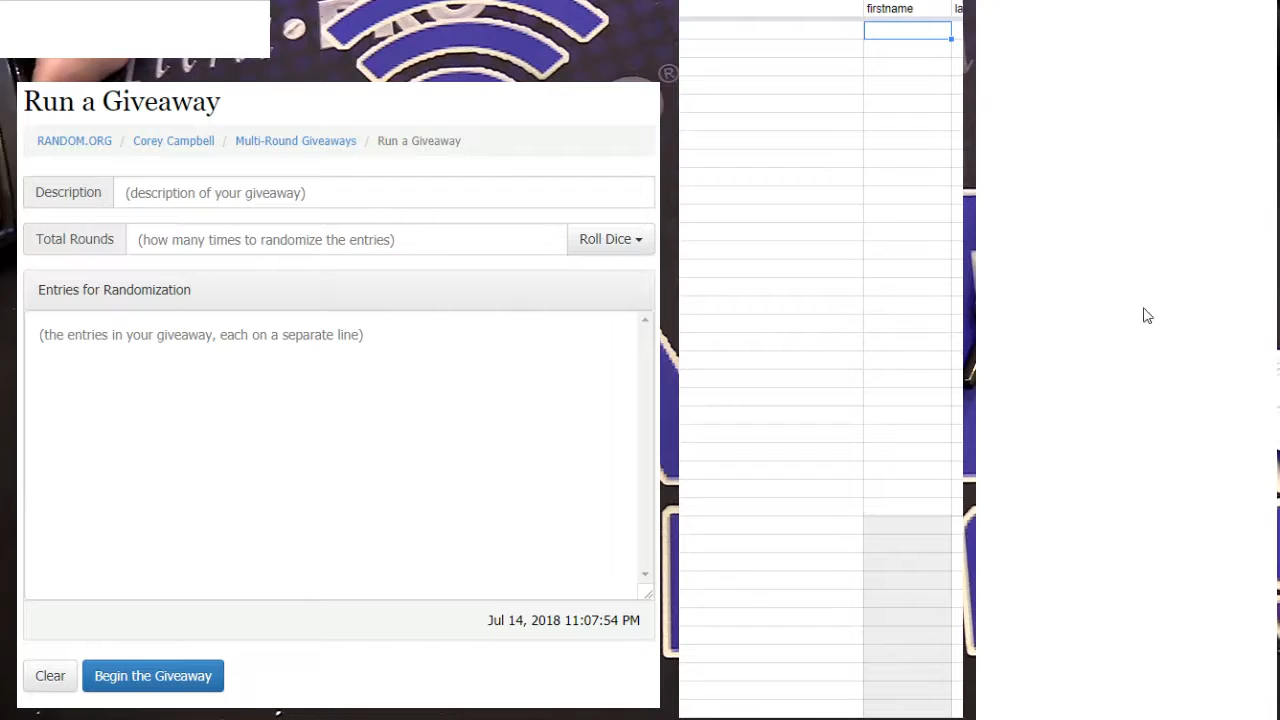 ®
Run a Giveaway
RANDOM.ORG / Corey Campbell / Multi-Round Giveaways / Run a Giveaway
Description (description of your giveaway)
Total Rounds (how many times to randomize the entries) Roll Dice
Entries for Randomization
(the entries in your giveaway, each on a separate line)
Jul 14, 2018 11:07:54 PM
Clear Begin the Giveaway
firstname la